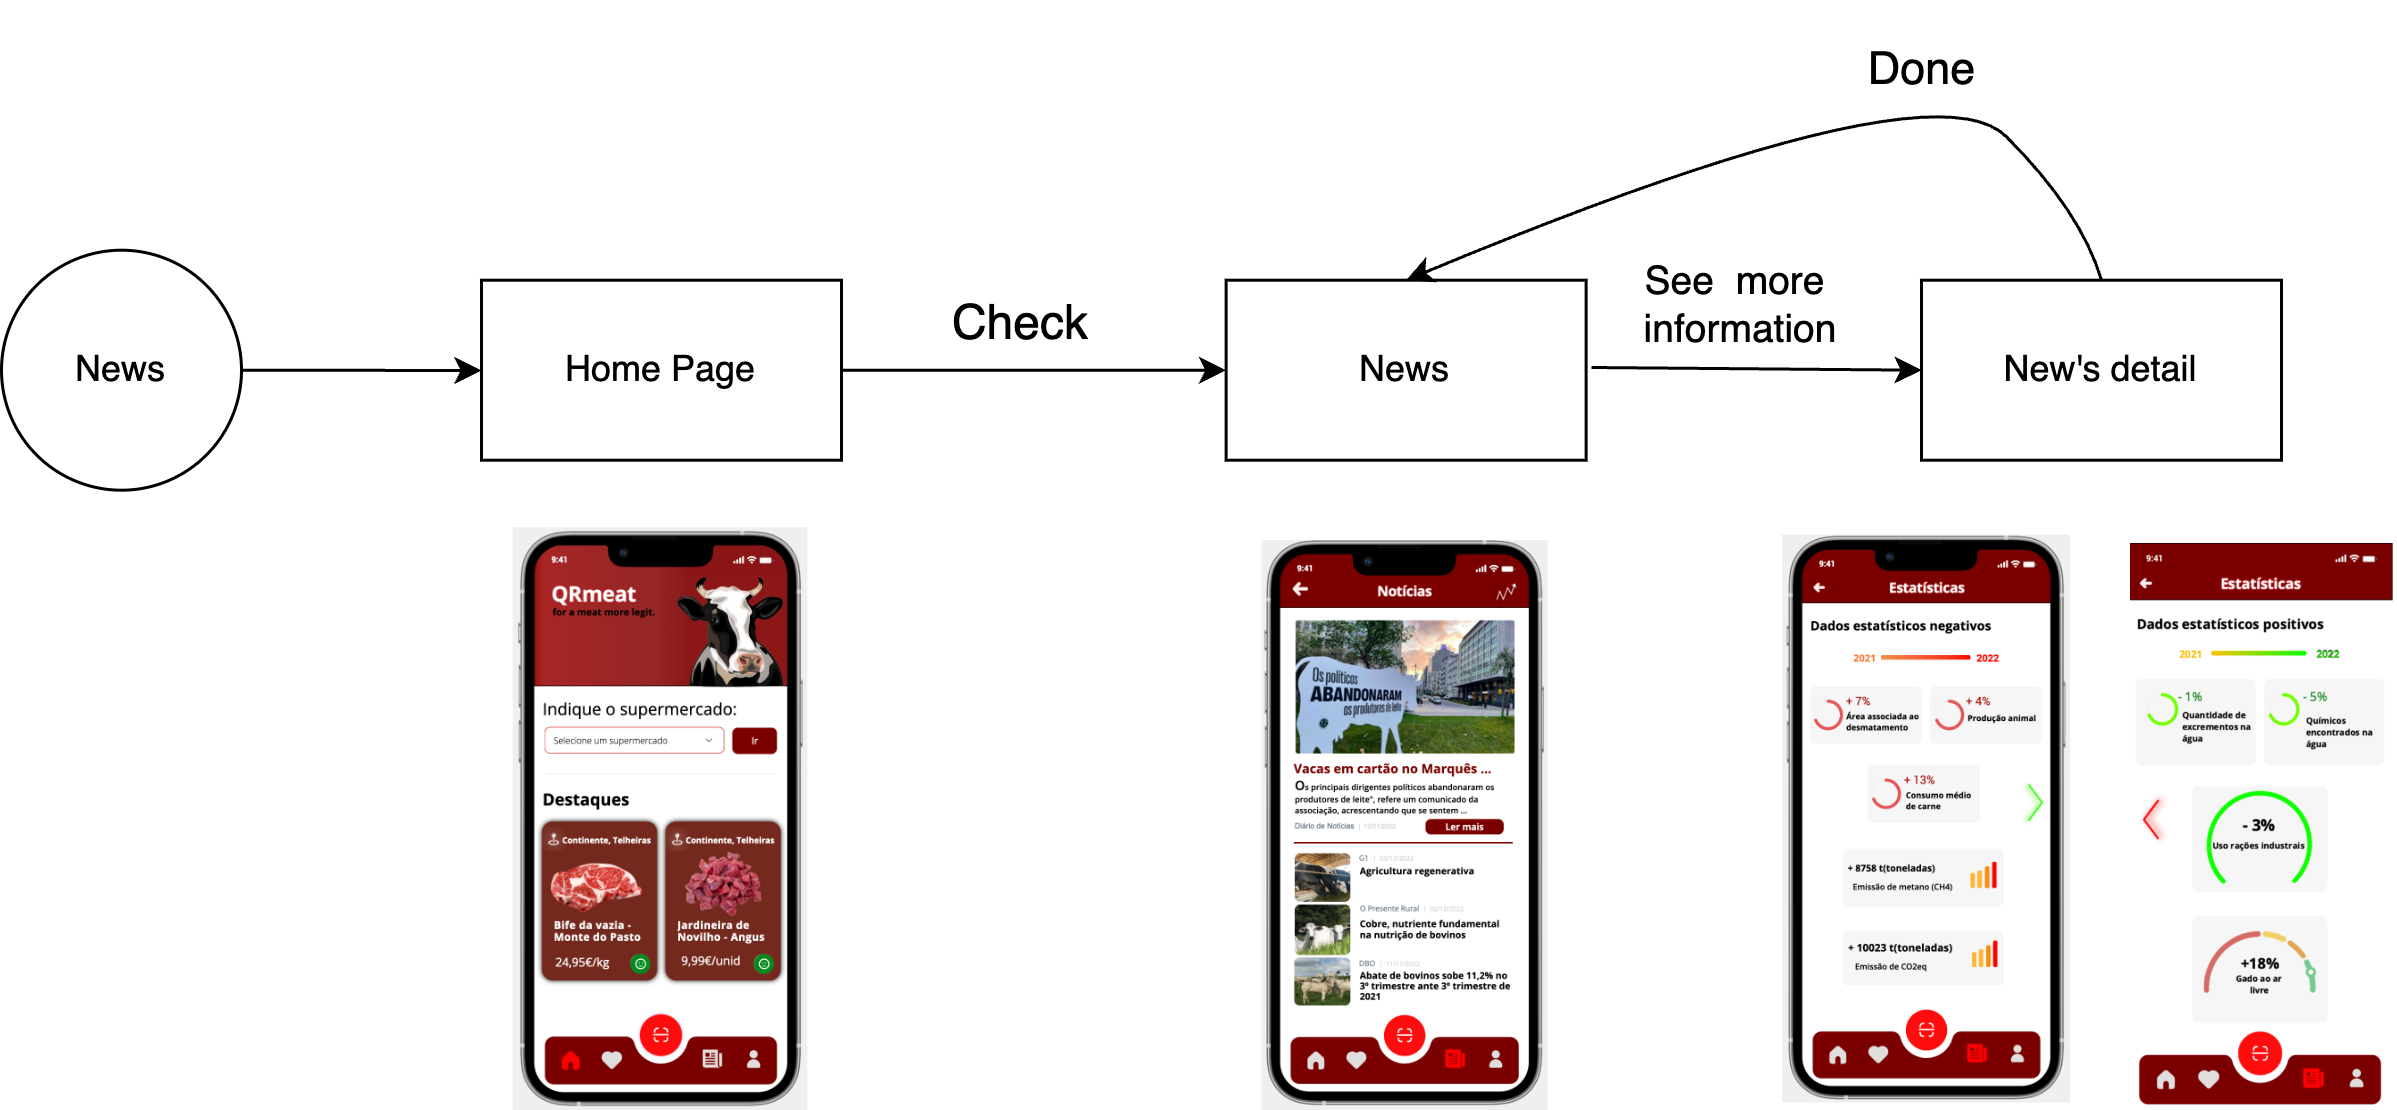 Done
News
Home Page
Check
News
See more
information
New's detail
9:41
QRmeat
for a meat more legit.
Indique o supermercado:
Selecione um supermercado
Ir
Destaques
Continente, Telheiras
Bife da vazia -
Monte do Pasto
24,95€/kg
Continente, Telheiras
Jardineira de
Novilho - Angus
9,99€/unid
9:41
Notícias
Os políticos
ABANDONARAM
os produtores de leite
Vacas em cartão no Marquês ...
Os principais dirigentes políticos abandonaram os
produtores de leite", refere um comunicado da
associação, acrescentando que se sentem ...
Diário de Notícias | 12/01/2022
Ler mais
G1 | 03/12/2022
Agricultura regenerativa
O Presente Rural | 02/12/2022
Cobre, nutriente fundamental
na nutrição de bovinos
DBO | 11/11/2022
Abate de bovinos sobe 11,2% no
3º trimestre ante 3º trimestre de
2021
9:41
Estatísticas
Dados estatísticos negativos
2021 2022
+ 7%
Área associada ao
desmatamento
+ 4%
Produção animal
+ 13%
Consumo médio
de carne
+ 8758 t(toneladas)
Emissão de metano (CH4)
+ 10023 t(toneladas)
Emissão de CO2eq
9:41
Estatísticas
Dados estatísticos positivos
2021 2022
- 1%
Quantidade de
excrementos na
água
- 5%
Químicos
encontrados na
água
- 3%
Uso rações industrais
+18%
Gado ao ar
livre